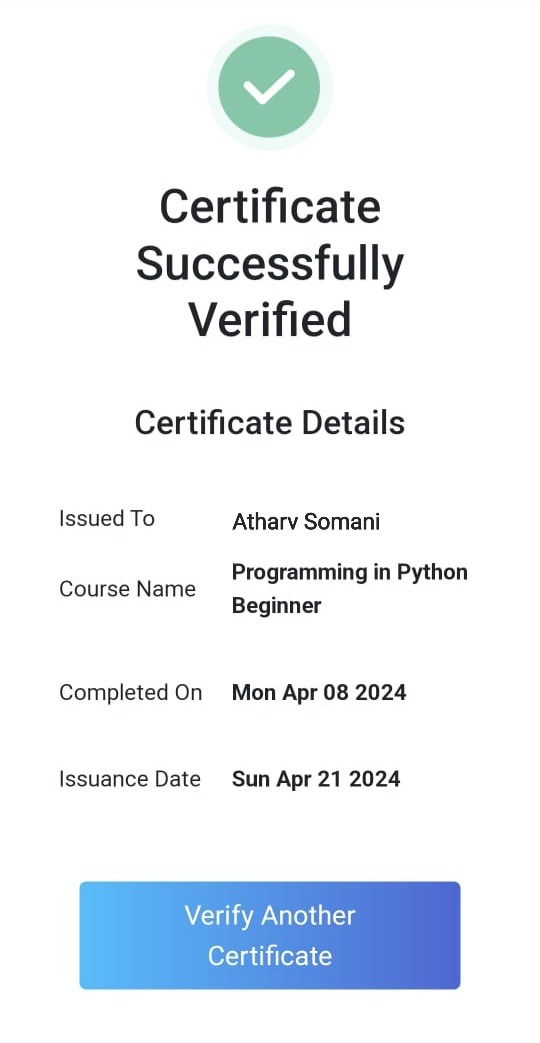 Certificate
Successfully
Verified
Certificate Details
Issued To Atharv Somani
Course Name Programming in Python
Beginner
Completed On Mon Apr 08 2024
Issuance Date Sun Apr 21 2024
Verify Another
Certificate